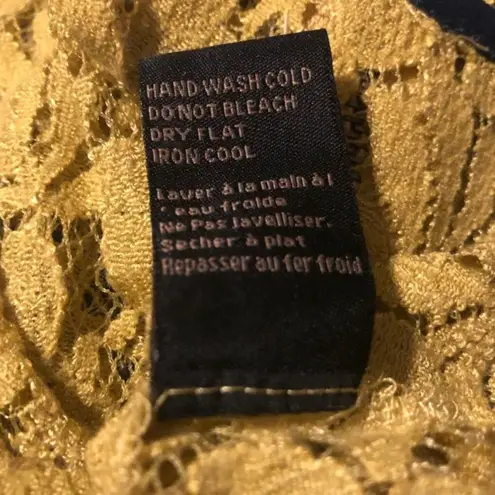 HAND WASH COLD
DO NOT BLEACH
DRY FLAT
IRON COOL
Laver à la main à l
'eau froide
Ne Pas Javelliser.
Secher à plat
Repasser au fer froid